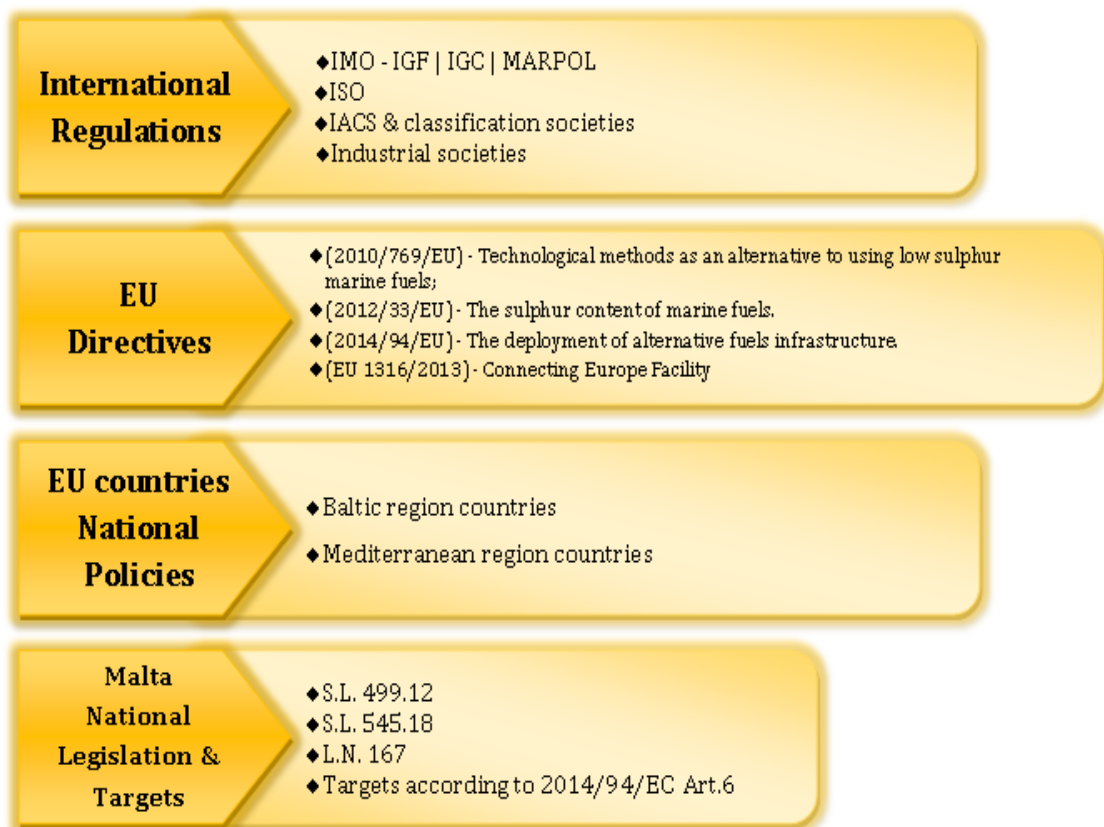 International
Regulations
◆IMO - IGF | IGC | MARPOL
◆ISO
◆IACS & classification societies
◆Industrial societies
EU
Directives
◆(2010/769/EU) - Technological methods as an alternative to using low sulphur
marine fuels;
◆(2012/33/EU) - The sulphur content of marine fuels.
◆(2014/94/EU) - The deployment of alternative fuels infrastructure.
◆(EU 1316/2013) - Connecting Europe Facility
EU countries
National
Policies
◆Baltic region countries
◆Mediterranean region countries
Malta
National
Legislation &
Targets
◆S.L. 499.12
◆S.L. 545.18
◆L.N. 167
◆Targets according to 2014/94/EC Art.6